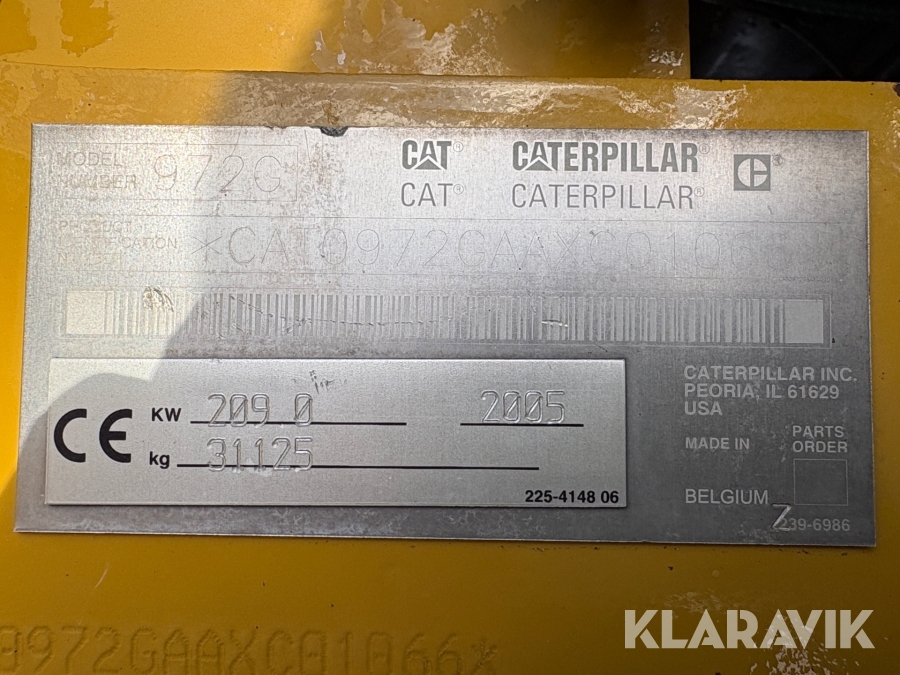 MODEL NUMBER 972G
CAT® CATERPILLAR®
CAT® CATERPILLAR®
PRODUCT
IDENTIFICATION
NUMBER
*CAT0972GAAXC0106
CE
KW 209.0 2005
kg 31125
225-4148 06
CATERPILLAR INC.
PEORIA, IL 61629
USA
MADE IN
PARTS
ORDER
BELGIUM
Z
239-6986
0972GAAXC01066*
KLARAVIK